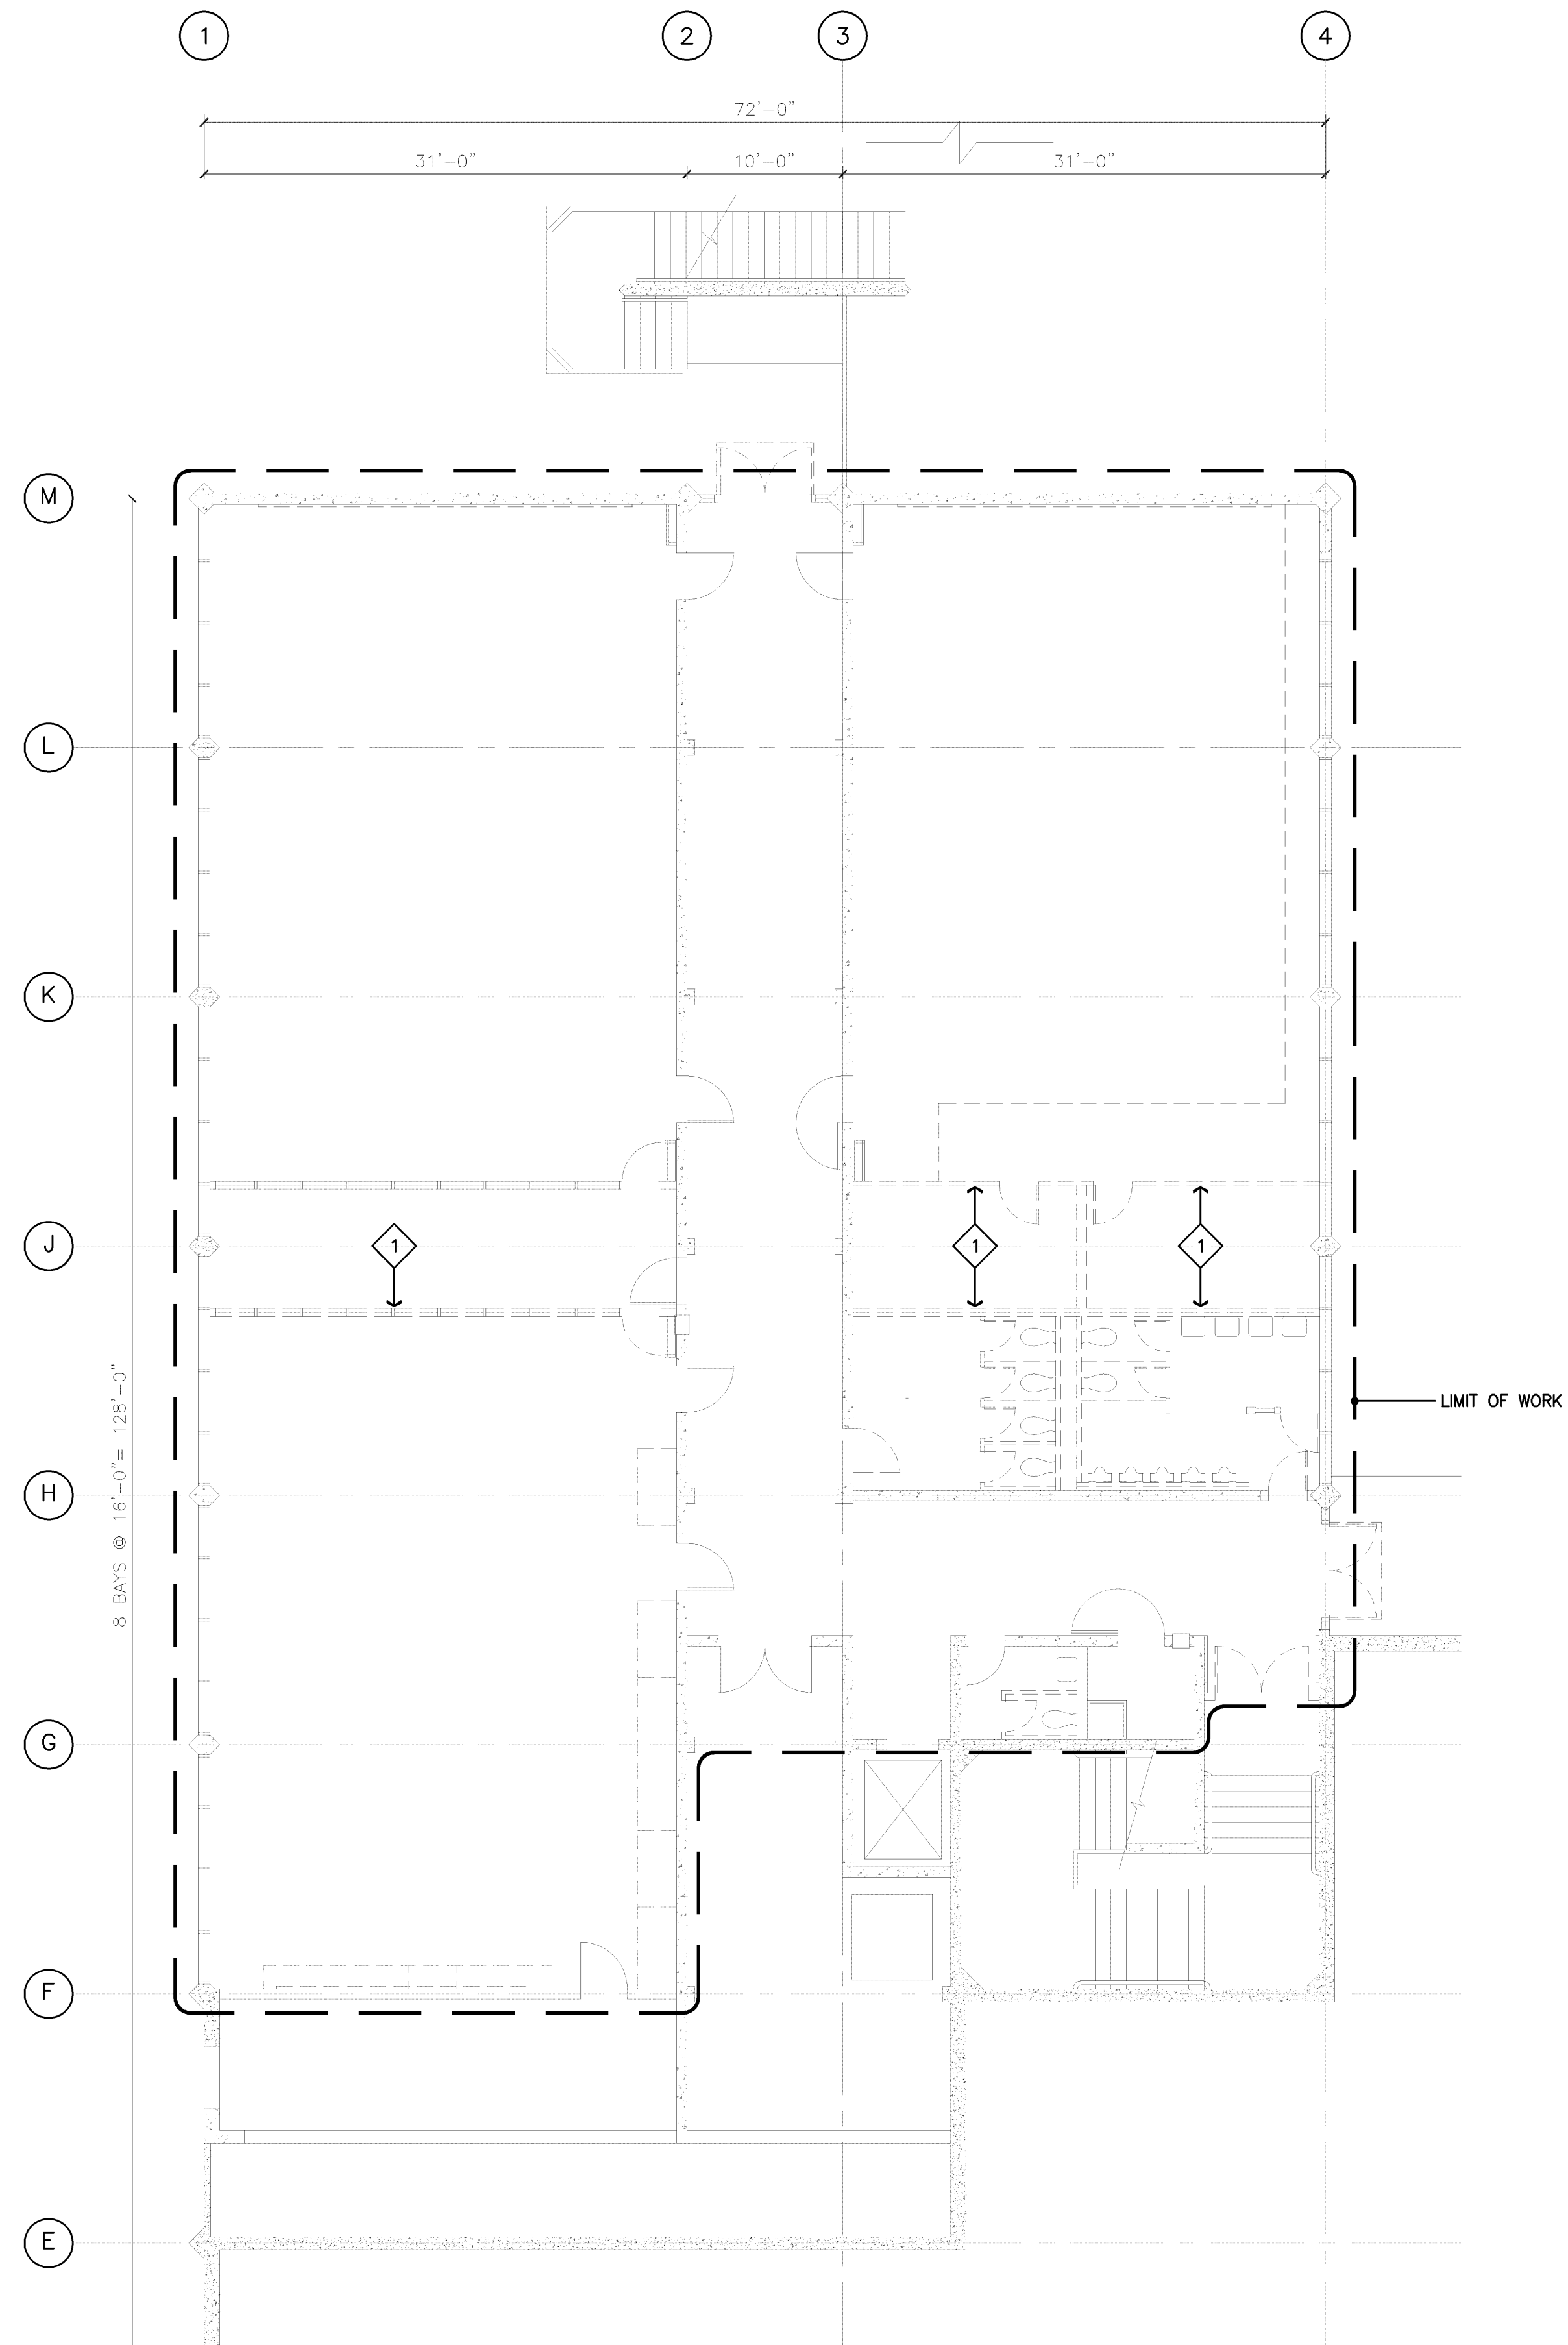 1
2
3
4
72'-0"
31'-0"
10'-0"
31'-0"
M
L
K
J
1
1
1
LIMIT OF WORK
8 BAYS @ 16'-0"= 128'-0"
H
G
F
E